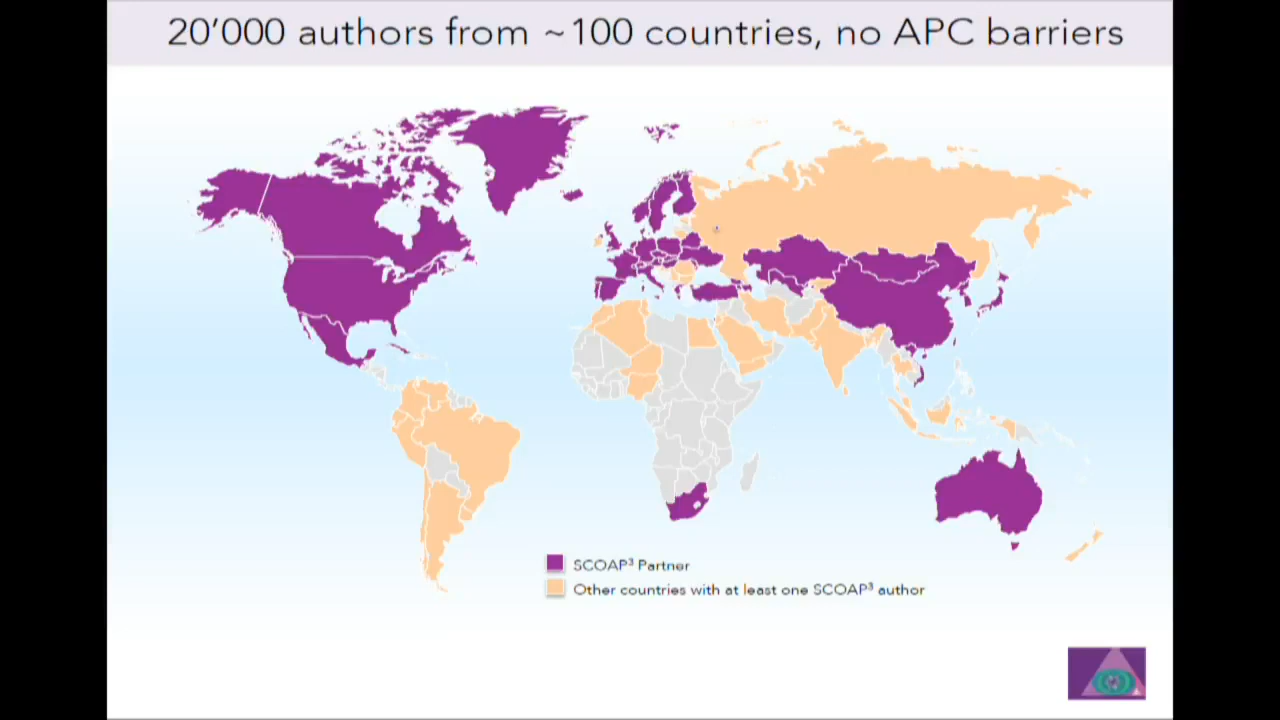 20’000 authors from ~100 countries, no APC barriers
SCOAP³ Partner
Other countries with at least one SCOAP³ author